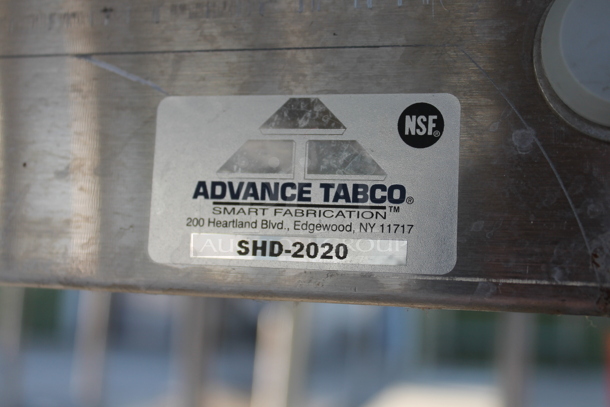 NSF®
ADVANCE TABCO®
SMART FABRICATION™
200 Heartland Blvd., Edgewood, NY 11717
SHD-2020